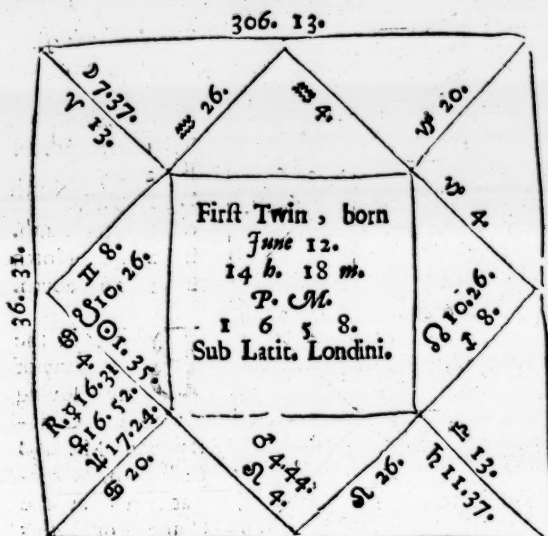 306. 13.
☽ 7.37.
♈ 13.
♒ 26.
♒ 4.
♑ 20.
♑ 4
36. 31.
First Twin, born
June 12.
14 h. 18 m.
P. M.
1 6 5 8.
Sub Latit. Londini.
♊ 8.
☋ 10. 26.
☉ 1. 35.
♋ 4.
R. ☿ 16.31
♀ 16. 52.
♃ 17.24.
♋ 20.
☊ 10.26.
♐ 8.
♂ 4.44.
♌ 4.
♌ 26.
♎ 13.
♄ 11.37.